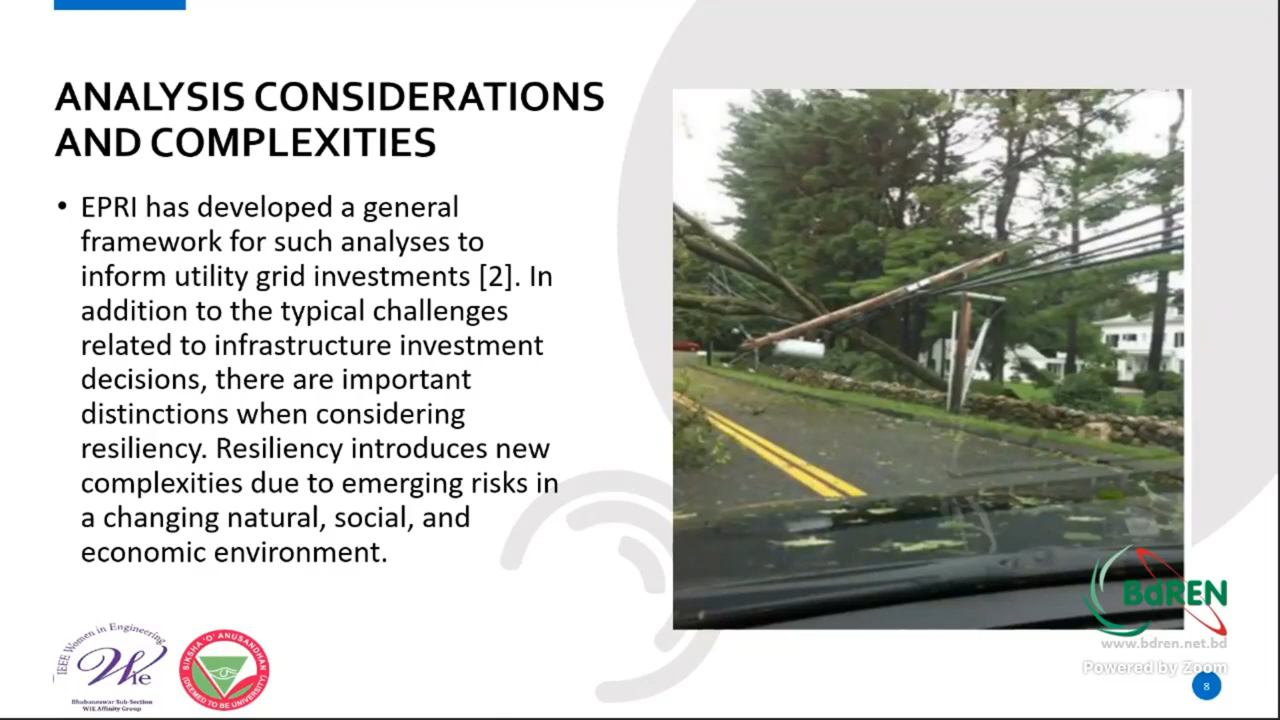 ANALYSIS CONSIDERATIONS
AND COMPLEXITIES
• EPRI has developed a general
framework for such analyses to
inform utility grid investments [2]. In
addition to the typical challenges
related to infrastructure investment
decisions, there are important
distinctions when considering
resiliency. Resiliency introduces new
complexities due to emerging risks in
a changing natural, social, and
economic environment.
IEEE Women in Engineering
Wie
Bhubaneswar Sub-Section
WIE Affinity Group
SIKSHA 'O' ANUSANDHAN
(DEEMED TO BE UNIVERSITY)
BdREN
www.bdren.net.bd
Powered by Zoom
8